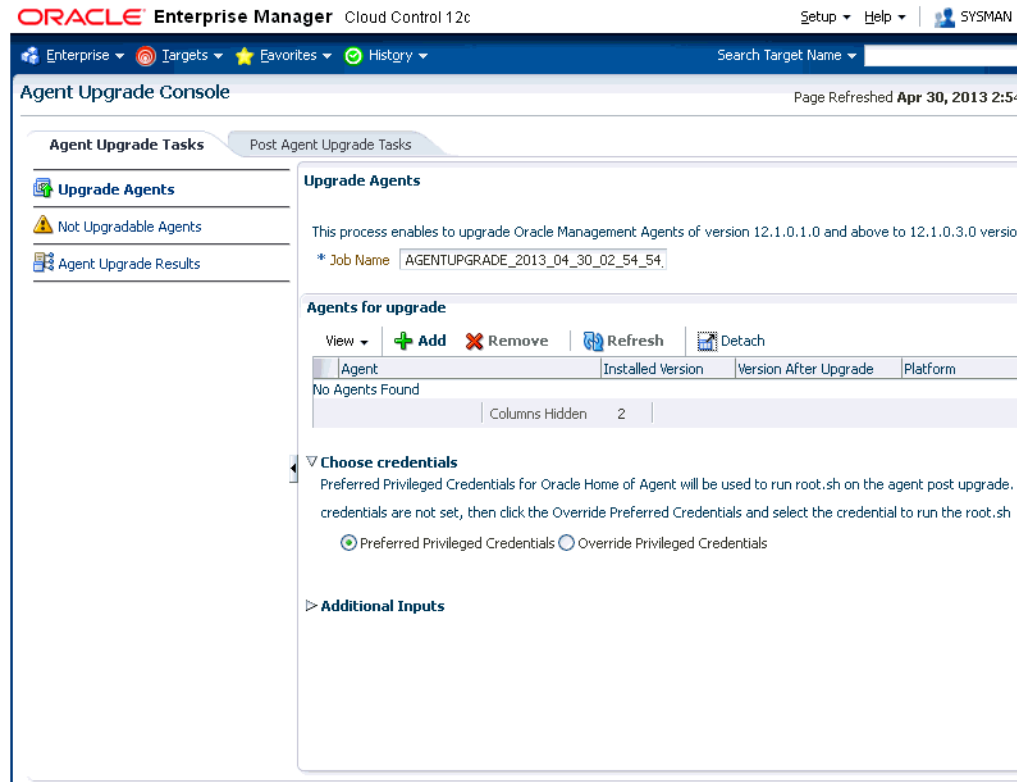 ORACLE Enterprise Manager Cloud Control 12c
Setup Help SYSMAN
Enterprise Targets Favorites History Search Target Name
Agent Upgrade Console
Page Refreshed Apr 30, 2013 2:54
Agent Upgrade Tasks Post Agent Upgrade Tasks
Upgrade Agents
Not Upgradable Agents
Agent Upgrade Results
Upgrade Agents
This process enables to upgrade Oracle Management Agents of version 12.1.0.1.0 and above to 12.1.0.3.0 versio
* Job Name AGENTUPGRADE_2013_04_30_02_54_54_
Agents for upgrade
View Add Remove Refresh Detach
Agent Installed Version Version After Upgrade Platform
No Agents Found
Columns Hidden 2
Choose credentials
Preferred Privileged Credentials for Oracle Home of Agent will be used to run root.sh on the agent post upgrade.
credentials are not set, then click the Override Preferred Credentials and select the credential to run the root.sh
Preferred Privileged Credentials Override Privileged Credentials
Additional Inputs